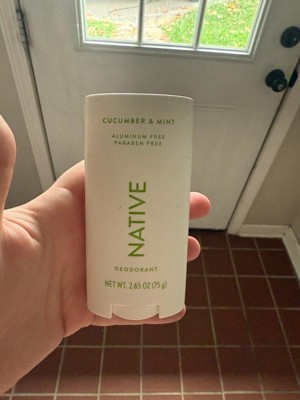 CUCUMBER & MINT
ALUMINUM FREE
PARABEN FREE
NATIVE
DEODORANT
NET WT. 2.65 OZ (75 g)